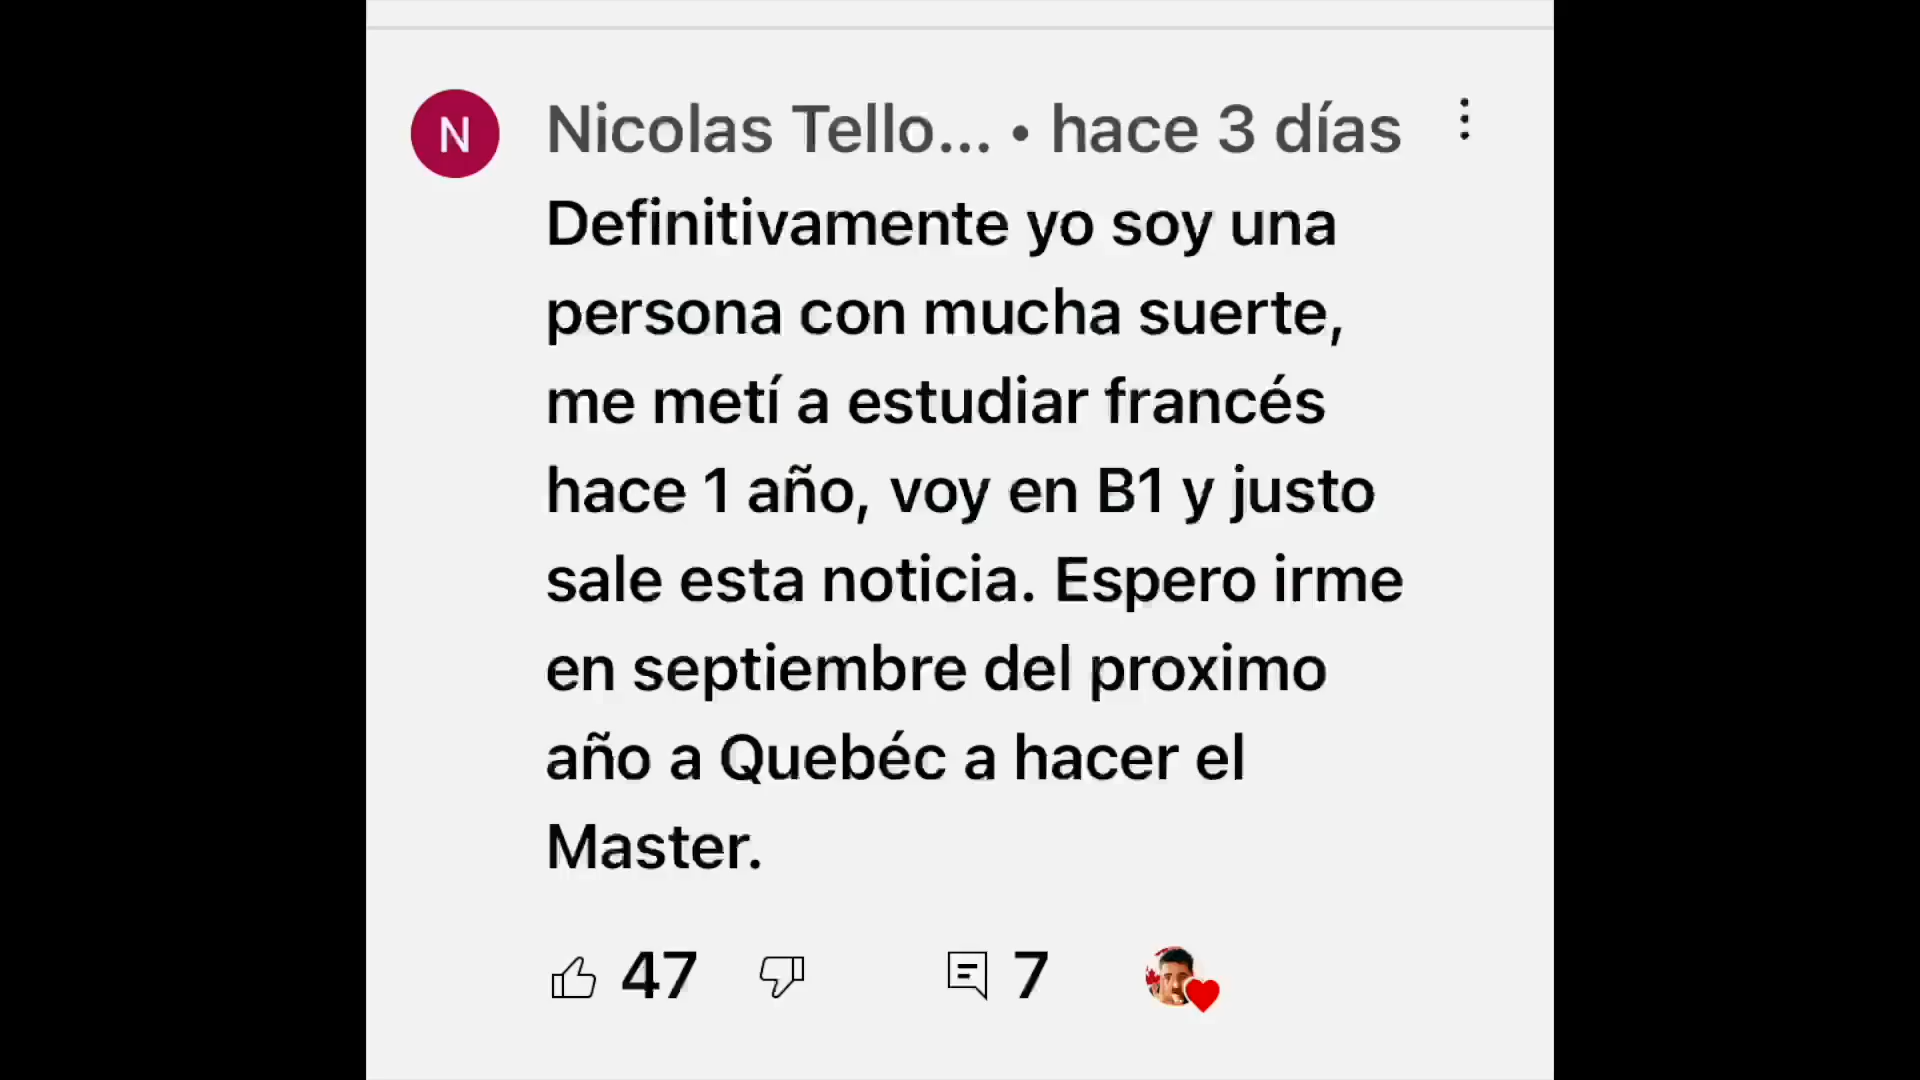 N
Nicolas Tello... • hace 3 días
Definitivamente yo soy una
persona con mucha suerte,
me metí a estudiar francés
hace 1 año, voy en B1 y justo
sale esta noticia. Espero irme
en septiembre del proximo
año a Quebéc a hacer el
Master.
47 7